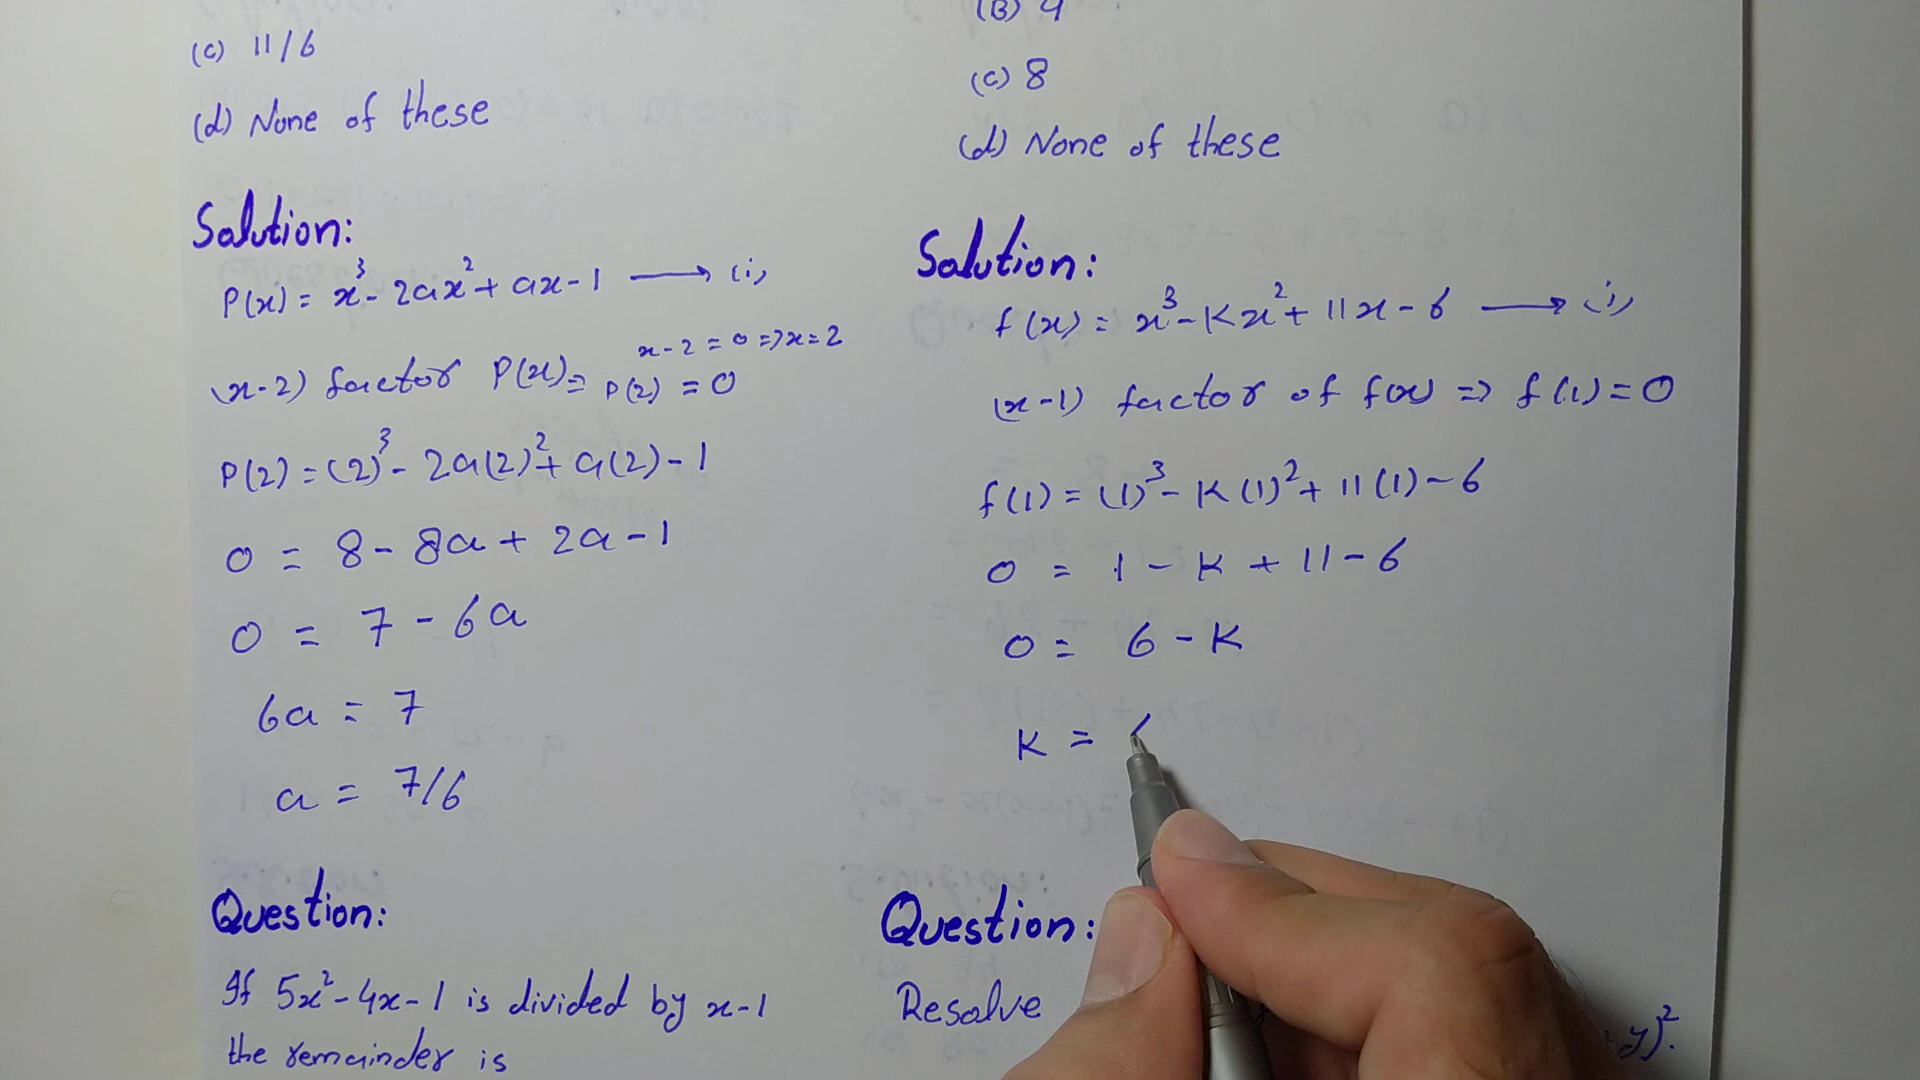 (c) 11/6
(d) None of these
Solution:
P(x) = x³ - 2ax² + ax - 1 ⟶ (i)
x-2 = 0 => x = 2
(x-2) factor P(x) = P(2) = 0
P(2) = (2)³ - 2a(2)² + a(2) - 1
0 = 8 - 8a + 2a - 1
0 = 7 - 6a
6a = 7
a = 7/6
Question:
If 5x² - 4x - 1 is divided by x-1
the remainder is
(B) 4
(c) 8
(d) None of these
Solution:
f(x) = x³ - Kx² + 11x - 6 ⟶ (i)
(x-1) factor of f(x) => f(1) = 0
f(1) = (1)³ - K(1)² + 11(1) - 6
0 = 1 - K + 11 - 6
0 = 6 - K
K =
Question:
Resolve
y)².